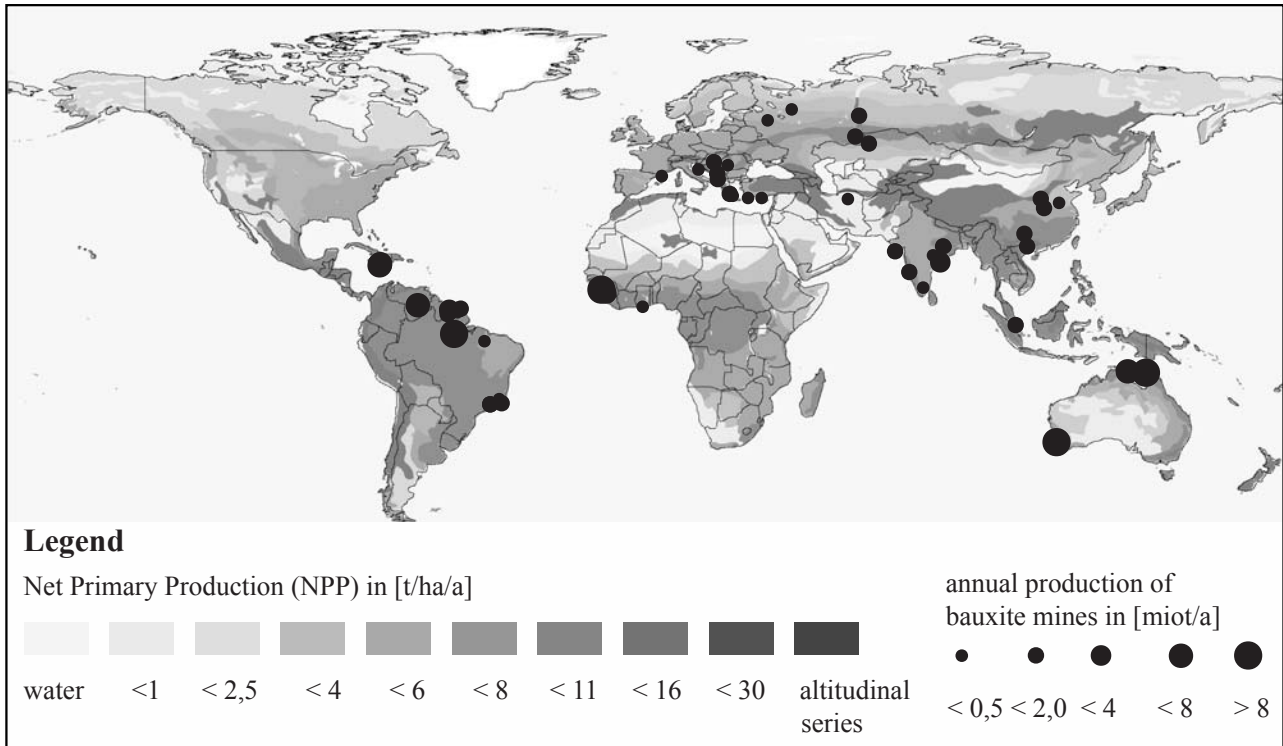 Legend
Net Primary Production (NPP) in [t/ha/a]
water <1 < 2,5 < 4 < 6 < 8 < 11 < 16 < 30 altitudinal
series
annual production of
bauxite mines in [miot/a]
< 0,5 < 2,0 < 4 < 8 > 8